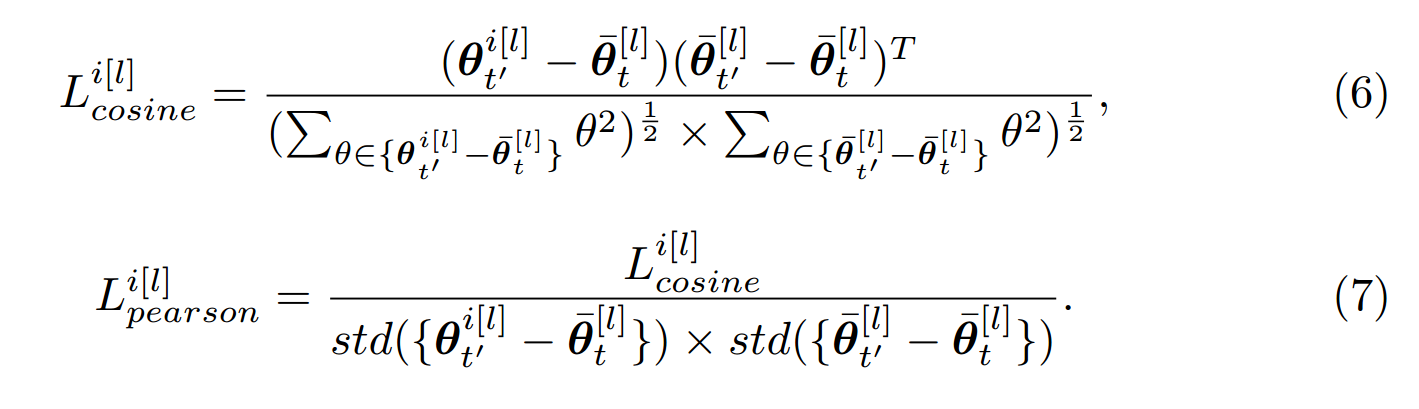 $$L_{cosine}^{i[l]} = \frac{(\boldsymbol{\theta}_{t'}^{i[l]} - \bar{\boldsymbol{\theta}}_{t}^{[l]})(\bar{\boldsymbol{\theta}}_{t'}^{[l]} - \bar{\boldsymbol{\theta}}_{t}^{[l]})^T}{(\sum_{\theta \in \{\boldsymbol{\theta}_{t'}^{i[l]} - \bar{\boldsymbol{\theta}}_{t}^{[l]}\}} \theta^2)^{\frac{1}{2}} \times \sum_{\theta \in \{\bar{\boldsymbol{\theta}}_{t'}^{[l]} - \bar{\boldsymbol{\theta}}_{t}^{[l]}\}} \theta^2)^{\frac{1}{2}}}, \quad (6)$$
$$L_{pearson}^{i[l]} = \frac{L_{cosine}^{i[l]}}{std(\{\boldsymbol{\theta}_{t'}^{i[l]} - \bar{\boldsymbol{\theta}}_{t}^{[l]}\}) \times std(\{\bar{\boldsymbol{\theta}}_{t'}^{[l]} - \bar{\boldsymbol{\theta}}_{t}^{[l]}\})}. \quad (7)$$